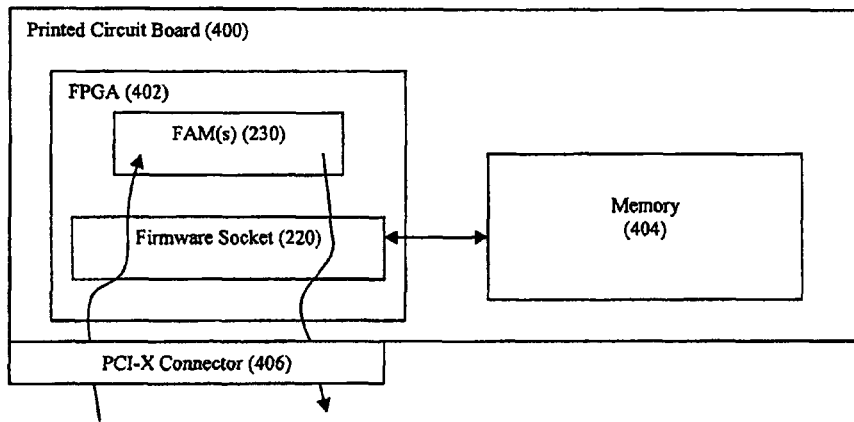 Printed Circuit Board (400)
FPGA (402)
FAM(s) (230)
Firmware Socket (220)
Memory
(404)
PCI-X Connector (406)